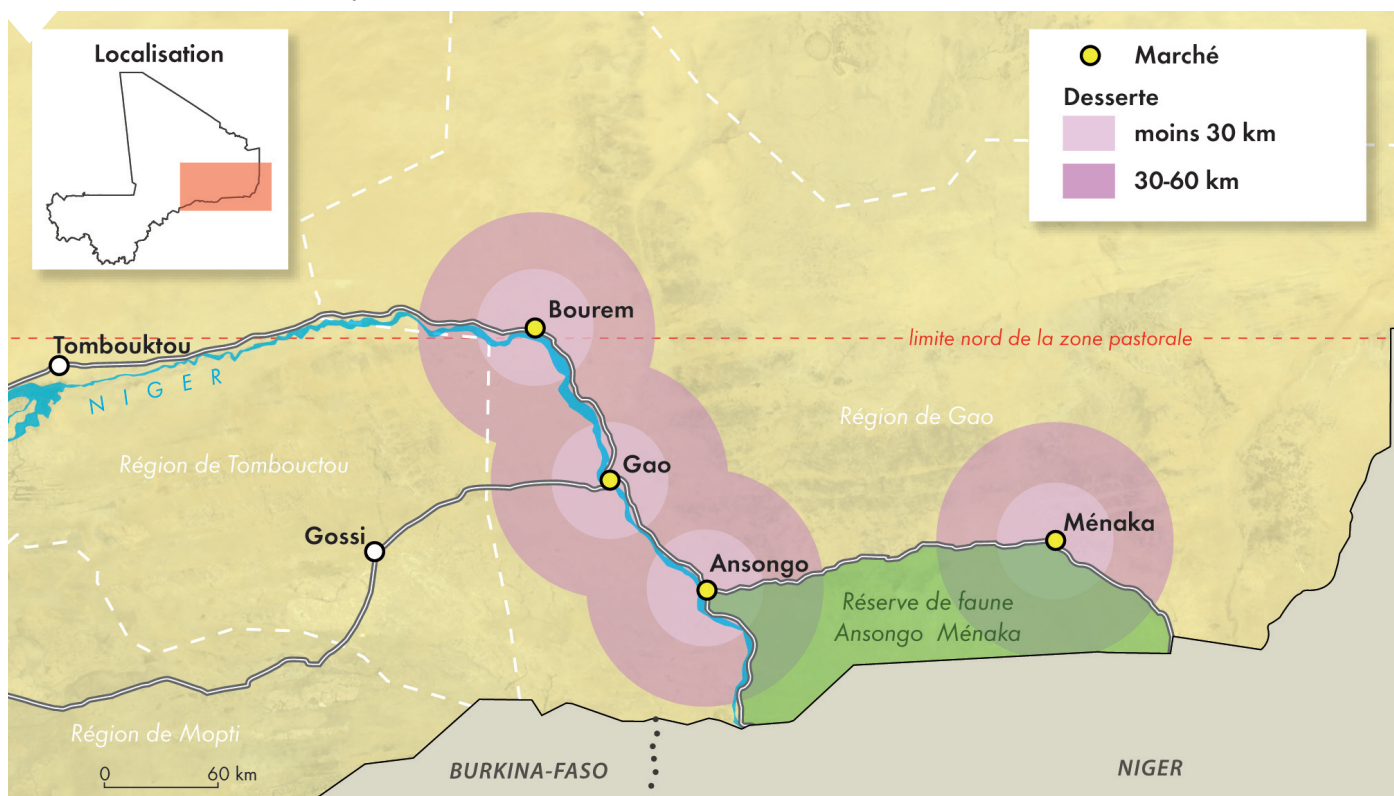 Localisation
Marché
Desserte
moins 30 km
30-60 km
Bourem
limite nord de la zone pastorale
Tombouktou
NIGER
Région de Gao
Région de Tombouctou
Gao
Gossi
Ménaka
Ansongo
Réserve de faune
Ansongo Ménaka
Région de Mopti
0 60 km
BURKINA-FASO
NIGER